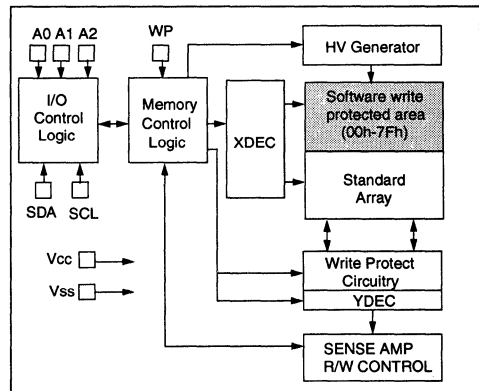 A0 A1 A2
WP
HV Generator
I/O
Control
Logic
Memory
Control
Logic
XDEC
Software write
protected area
(00h-7Fh)
Standard
Array
SDA
SCL
Vcc
Vss
Write Protect
Circuitry
YDEC
SENSE AMP
R/W CONTROL